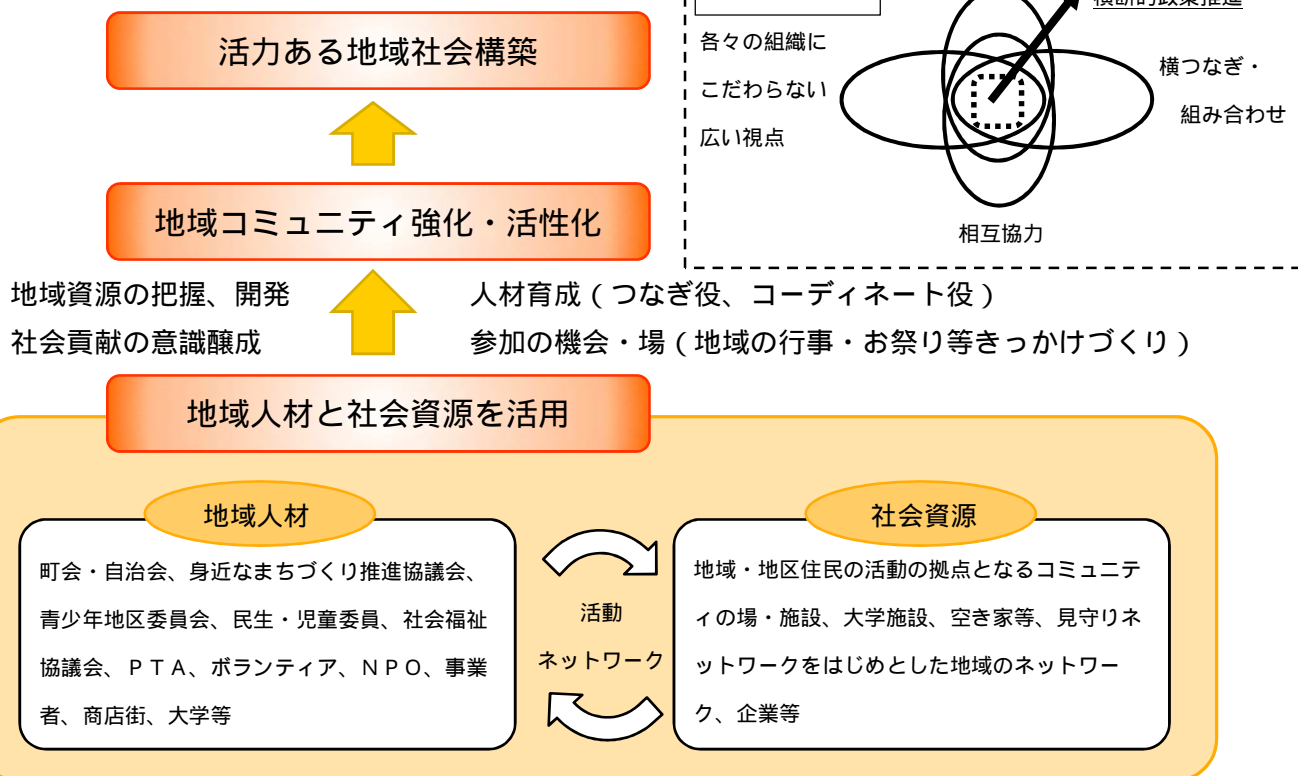 横断的政策推進
活力ある地域社会構築
各々の組織に
こだわらない
広い視点
横つなぎ・
組み合わせ
相互協力
地域コミュニティ強化・活性化
地域資源の把握、開発
社会貢献の意識醸成
人材育成(つなぎ役、コーディネート役)
参加の機会・場(地域の行事・お祭り等きっかけづくり)
地域人材と社会資源を活用
地域人材
町会・自治会、身近なまちづくり推進協議会、
青少年地区委員会、民生・児童委員、社会福祉
協議会、PTA、ボランティア、NPO、事業
者、商店街、大学等
活動
ネットワーク
社会資源
地域・地区住民の活動の拠点となるコミュニテ
ィの場・施設、大学施設、空き家等、見守りネ
ットワークをはじめとした地域のネットワー
ク、企業等